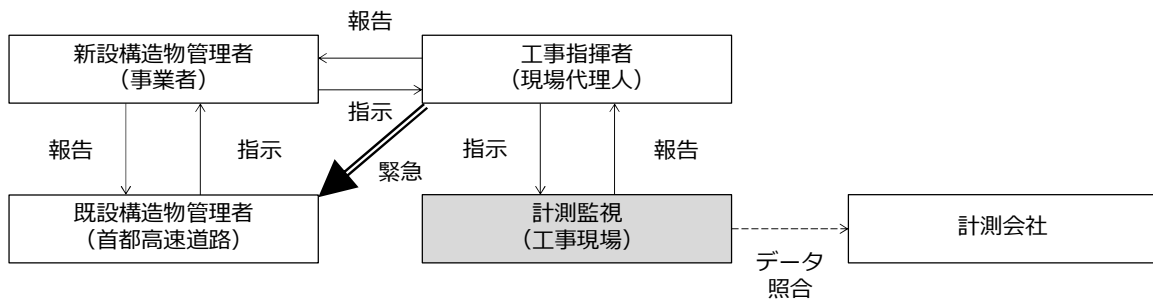 報告
新設構造物管理者
（事業者）
工事指揮者
（現場代理人）
指示
報告
指示
緊急
指示
報告
既設構造物管理者
（首都高速道路）
計測監視
（工事現場）
計測会社
データ
照合